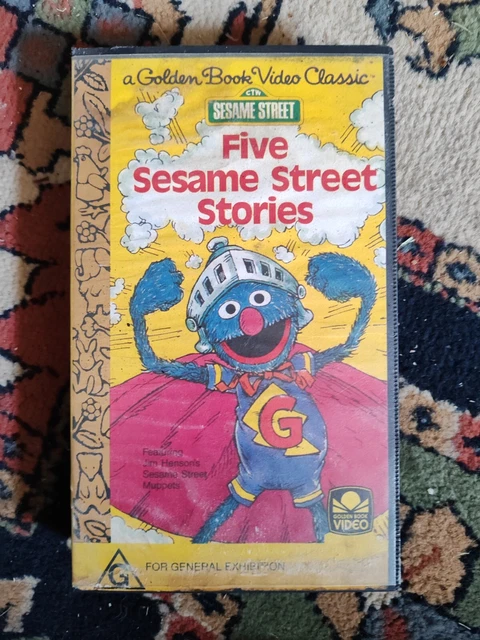 a Golden Book Video Classic™
CTW
SESAME STREET
Five
Sesame Street
Stories
G
Featuring
Jim Henson's
Sesame Street
Muppets
GOLDEN BOOK
VIDEO
G
FOR GENERAL EXHIBITION